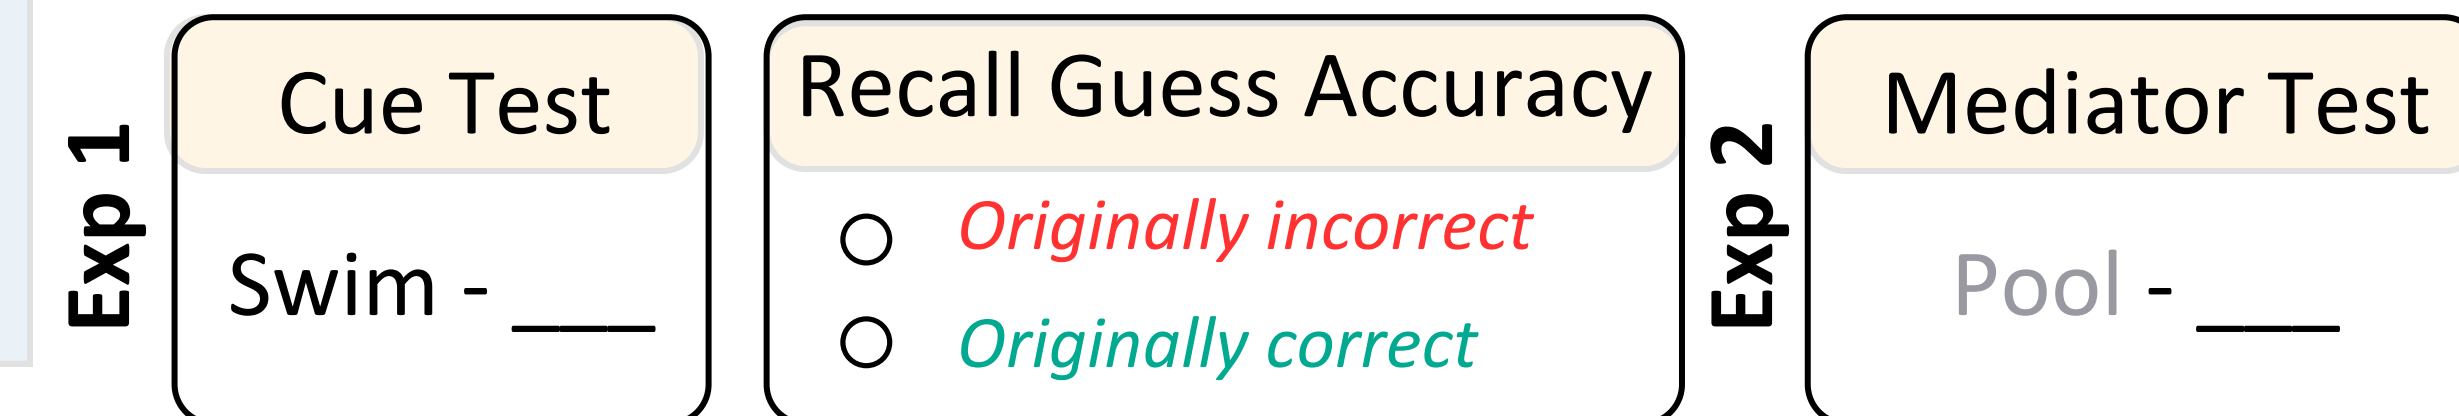 Exp 1
Cue Test
Swim - ___
Recall Guess Accuracy
Originally incorrect
Originally correct
Exp 2
Mediator Test
Pool - ___